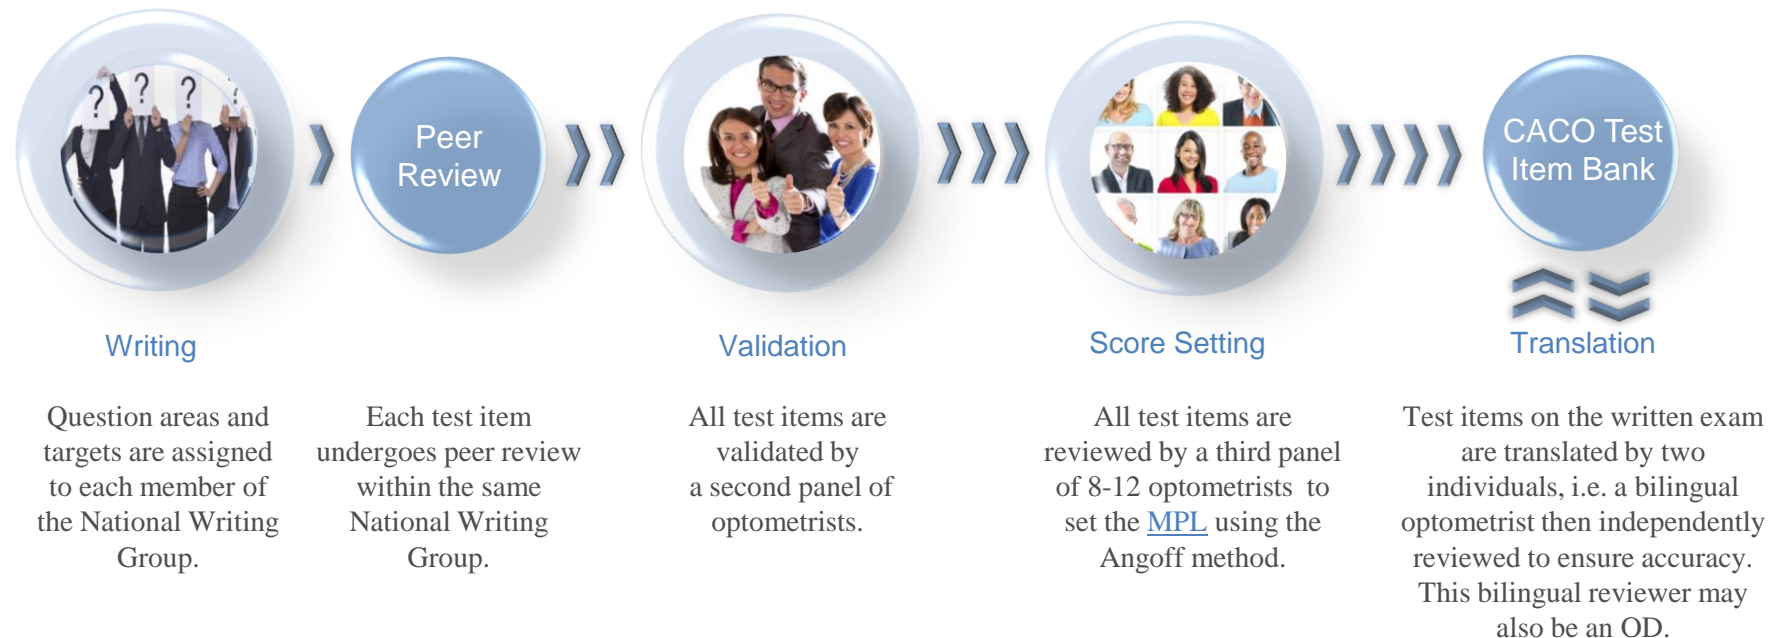 ?
?
?
?
Peer
Review
CACO Test
Item Bank
Writing
Question areas and
targets are assigned
to each member of
the National Writing
Group.
Each test item
undergoes peer review
within the same
National Writing
Group.
Validation
All test items are
validated by
a second panel of
optometrists.
Score Setting
All test items are
reviewed by a third panel
of 8-12 optometrists to
set the MPL using the
Angoff method.
Translation
Test items on the written exam
are translated by two
individuals, i.e. a bilingual
optometrist then independently
reviewed to ensure accuracy.
This bilingual reviewer may
also be an OD.